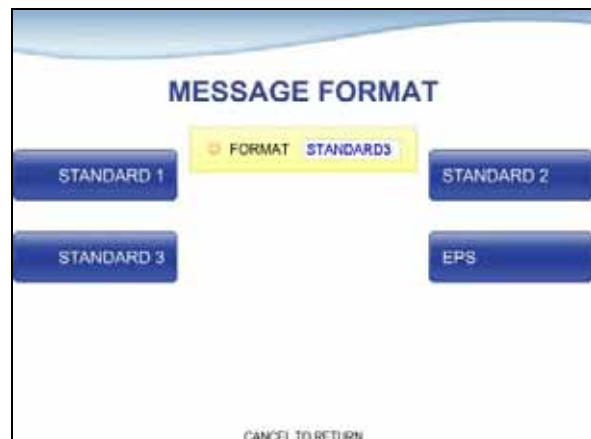 MESSAGE FORMAT
FORMAT STANDARD3
STANDARD 1
STANDARD 2
STANDARD 3
EPS
CANCEL TO RETURN